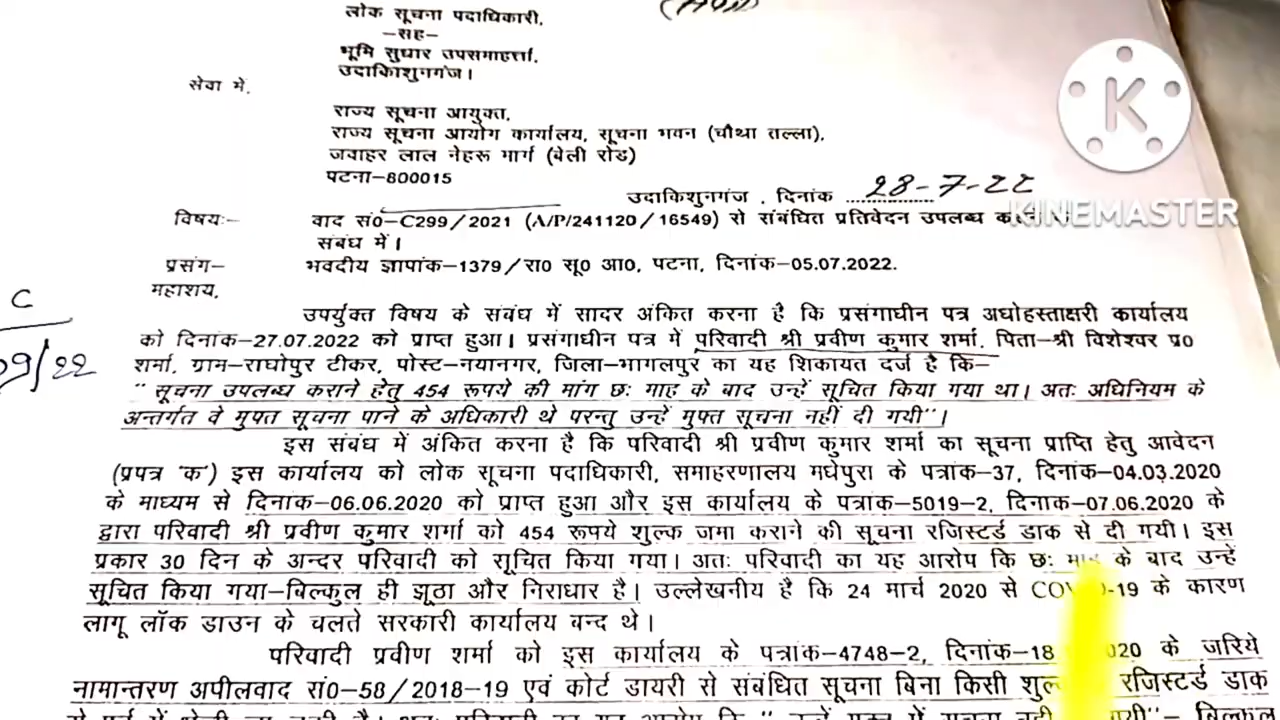 लोक सूचना पदाधिकारी,
–सह–
भूमि सुधार उपसमाहर्त्ता,
उदाकिशुनगंज।
सेवा में,
राज्य सूचना आयुक्त,
राज्य सूचना आयोग कार्यालय, सूचना भवन (चौथा तल्ला),
जवाहर लाल नेहरू मार्ग (बेली रोड)
पटना–800015
उदाकिशुनगंज , दिनांक 28-7-22
विषयः– वाद सं0–C299/2021 (A/P/241120/16549) से संबंधित प्रतिवेदन उपलब्ध
संबंध में।
KINEMASTER
प्रसंग– भवदीय ज्ञापांक–1379/रा0 सू0 आ0, पटना, दिनांक–05.07.2022.
महाशय,
C
09/22
उपर्युक्त विषय के संबंध में सादर अंकित करना है कि प्रसंगाधीन पत्र अधोहस्ताक्षरी कार्यालय
को दिनांक–27.07.2022 को प्राप्त हुआ। प्रसंगाधीन पत्र में परिवादी श्री प्रवीण कुमार शर्मा, पिता–श्री विशेश्वर प्र0
शर्मा, ग्राम–राघोपुर टीकर, पोस्ट–नयानगर, जिला–भागलपुर का यह शिकायत दर्ज है कि–
" सूचना उपलब्ध कराने हेतु 454 रूपये की मांग छः माह के बाद उन्हें सूचित किया गया था। अतः अधिनियम के
अन्तर्गत वे मुफ्त सूचना पाने के अधिकारी थे परन्तु उन्हें मुफ्त सूचना नहीं दी गयी"।
इस संबंध में अंकित करना है कि परिवादी श्री प्रवीण कुमार शर्मा का सूचना प्राप्ति हेतु आवेदन
(प्रपत्र 'क') इस कार्यालय को लोक सूचना पदाधिकारी, समाहरणालय मधेपुरा के पत्रांक–37, दिनांक–04.03.2020
के माध्यम से दिनांक–06.06.2020 को प्राप्त हुआ और इस कार्यालय के पत्रांक–5019–2, दिनाक–07.06.2020 के
द्वारा परिवादी श्री प्रवीण कुमार शर्मा को 454 रूपये शुल्क जमा कराने की सूचना रजिस्टर्ड डाक से दी गयी। इस
प्रकार 30 दिन के अन्दर परिवादी को सूचित किया गया। अतः परिवादी का यह आरोप कि छः माह के बाद उन्हें
सूचित किया गया–बिल्कुल ही झूठा और निराधार है। उल्लेखनीय है कि 24 मार्च 2020 से COVID-19 के कारण
लागू लॉक डाउन के चलते सरकारी कार्यालय बन्द थे।
परिवादी प्रवीण शर्मा को इस कार्यालय के पत्रांक–4748–2, दिनांक–18 2020 के जरिये
नामान्तरण अपीलवाद सं0–58/2018-19 एवं कोर्ट डायरी से संबंधित सूचना बिना किसी रजिस्टर्ड डाक